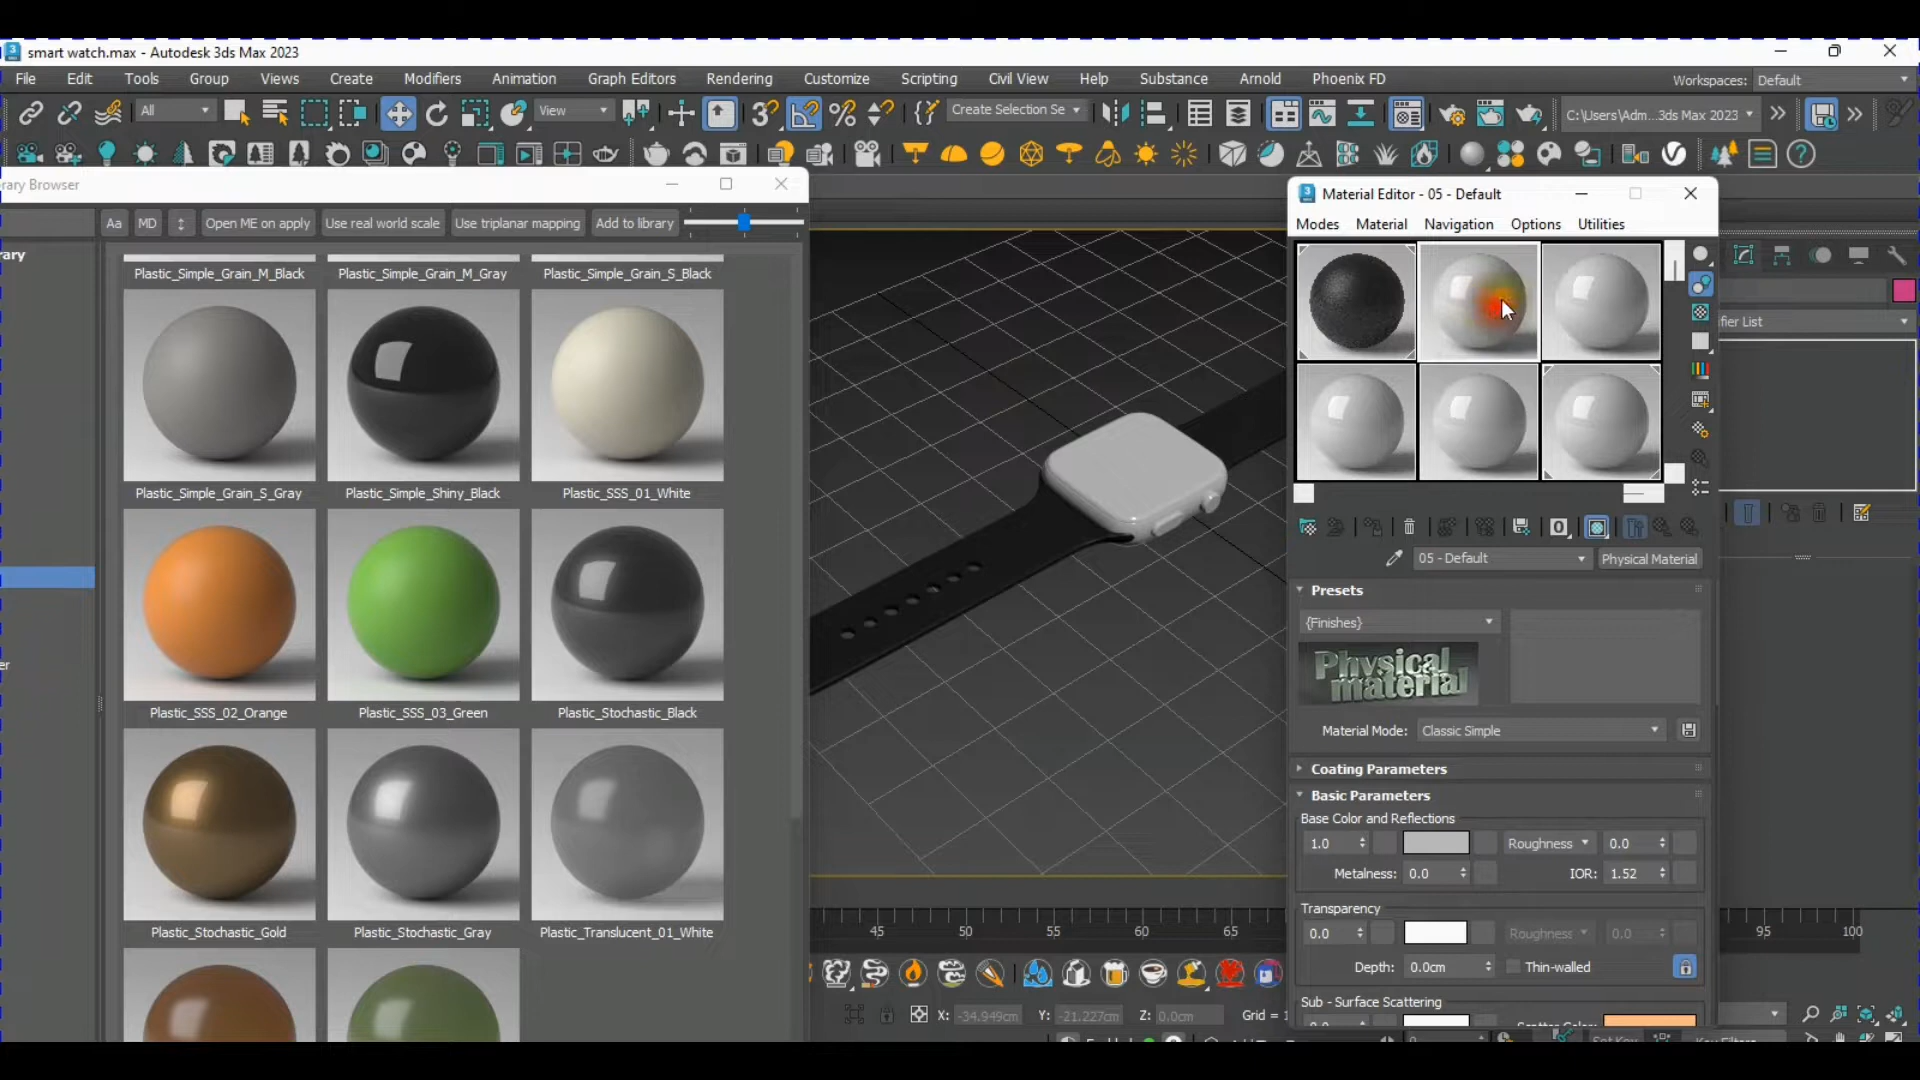 smart watch.max - Autodesk 3ds Max 2023
File Edit Tools Group Views Create Modifiers Animation Graph Editors Rendering Customize Scripting Civil View Help Substance Arnold Phoenix FD Workspaces: Default
All View Create Selection Se C:\Users\Adm...3ds Max 2023
rary Browser
Aa MD Open ME on apply Use real world scale Use triplanar mapping Add to library
rary
Plastic_Simple_Grain_M_Black Plastic_Simple_Grain_M_Gray Plastic_Simple_Grain_S_Black
Plastic_Simple_Grain_S_Gray Plastic_Simple_Shiny_Black Plastic_SSS_01_White
Plastic_SSS_02_Orange Plastic_SSS_03_Green Plastic_Stochastic_Black
er
Plastic_Stochastic_Gold Plastic_Stochastic_Gray Plastic_Translucent_01_White
Material Editor - 05 - Default
Modes Material Navigation Options Utilities
05 - Default Physical Material
Presets
{Finishes}
Physical
material
Material Mode: Classic Simple
Coating Parameters
Basic Parameters
Base Color and Reflections
1.0 Roughness 0.0
Metalness: 0.0 IOR: 1.52
Transparency
0.0 Roughness 0.0
Depth: 0.0cm Thin-walled
Sub - Surface Scattering
fier List
45 50 55 60 65 95 100
X: -34.949cm Y: -21.227cm Z: 0.0cm Grid = 1